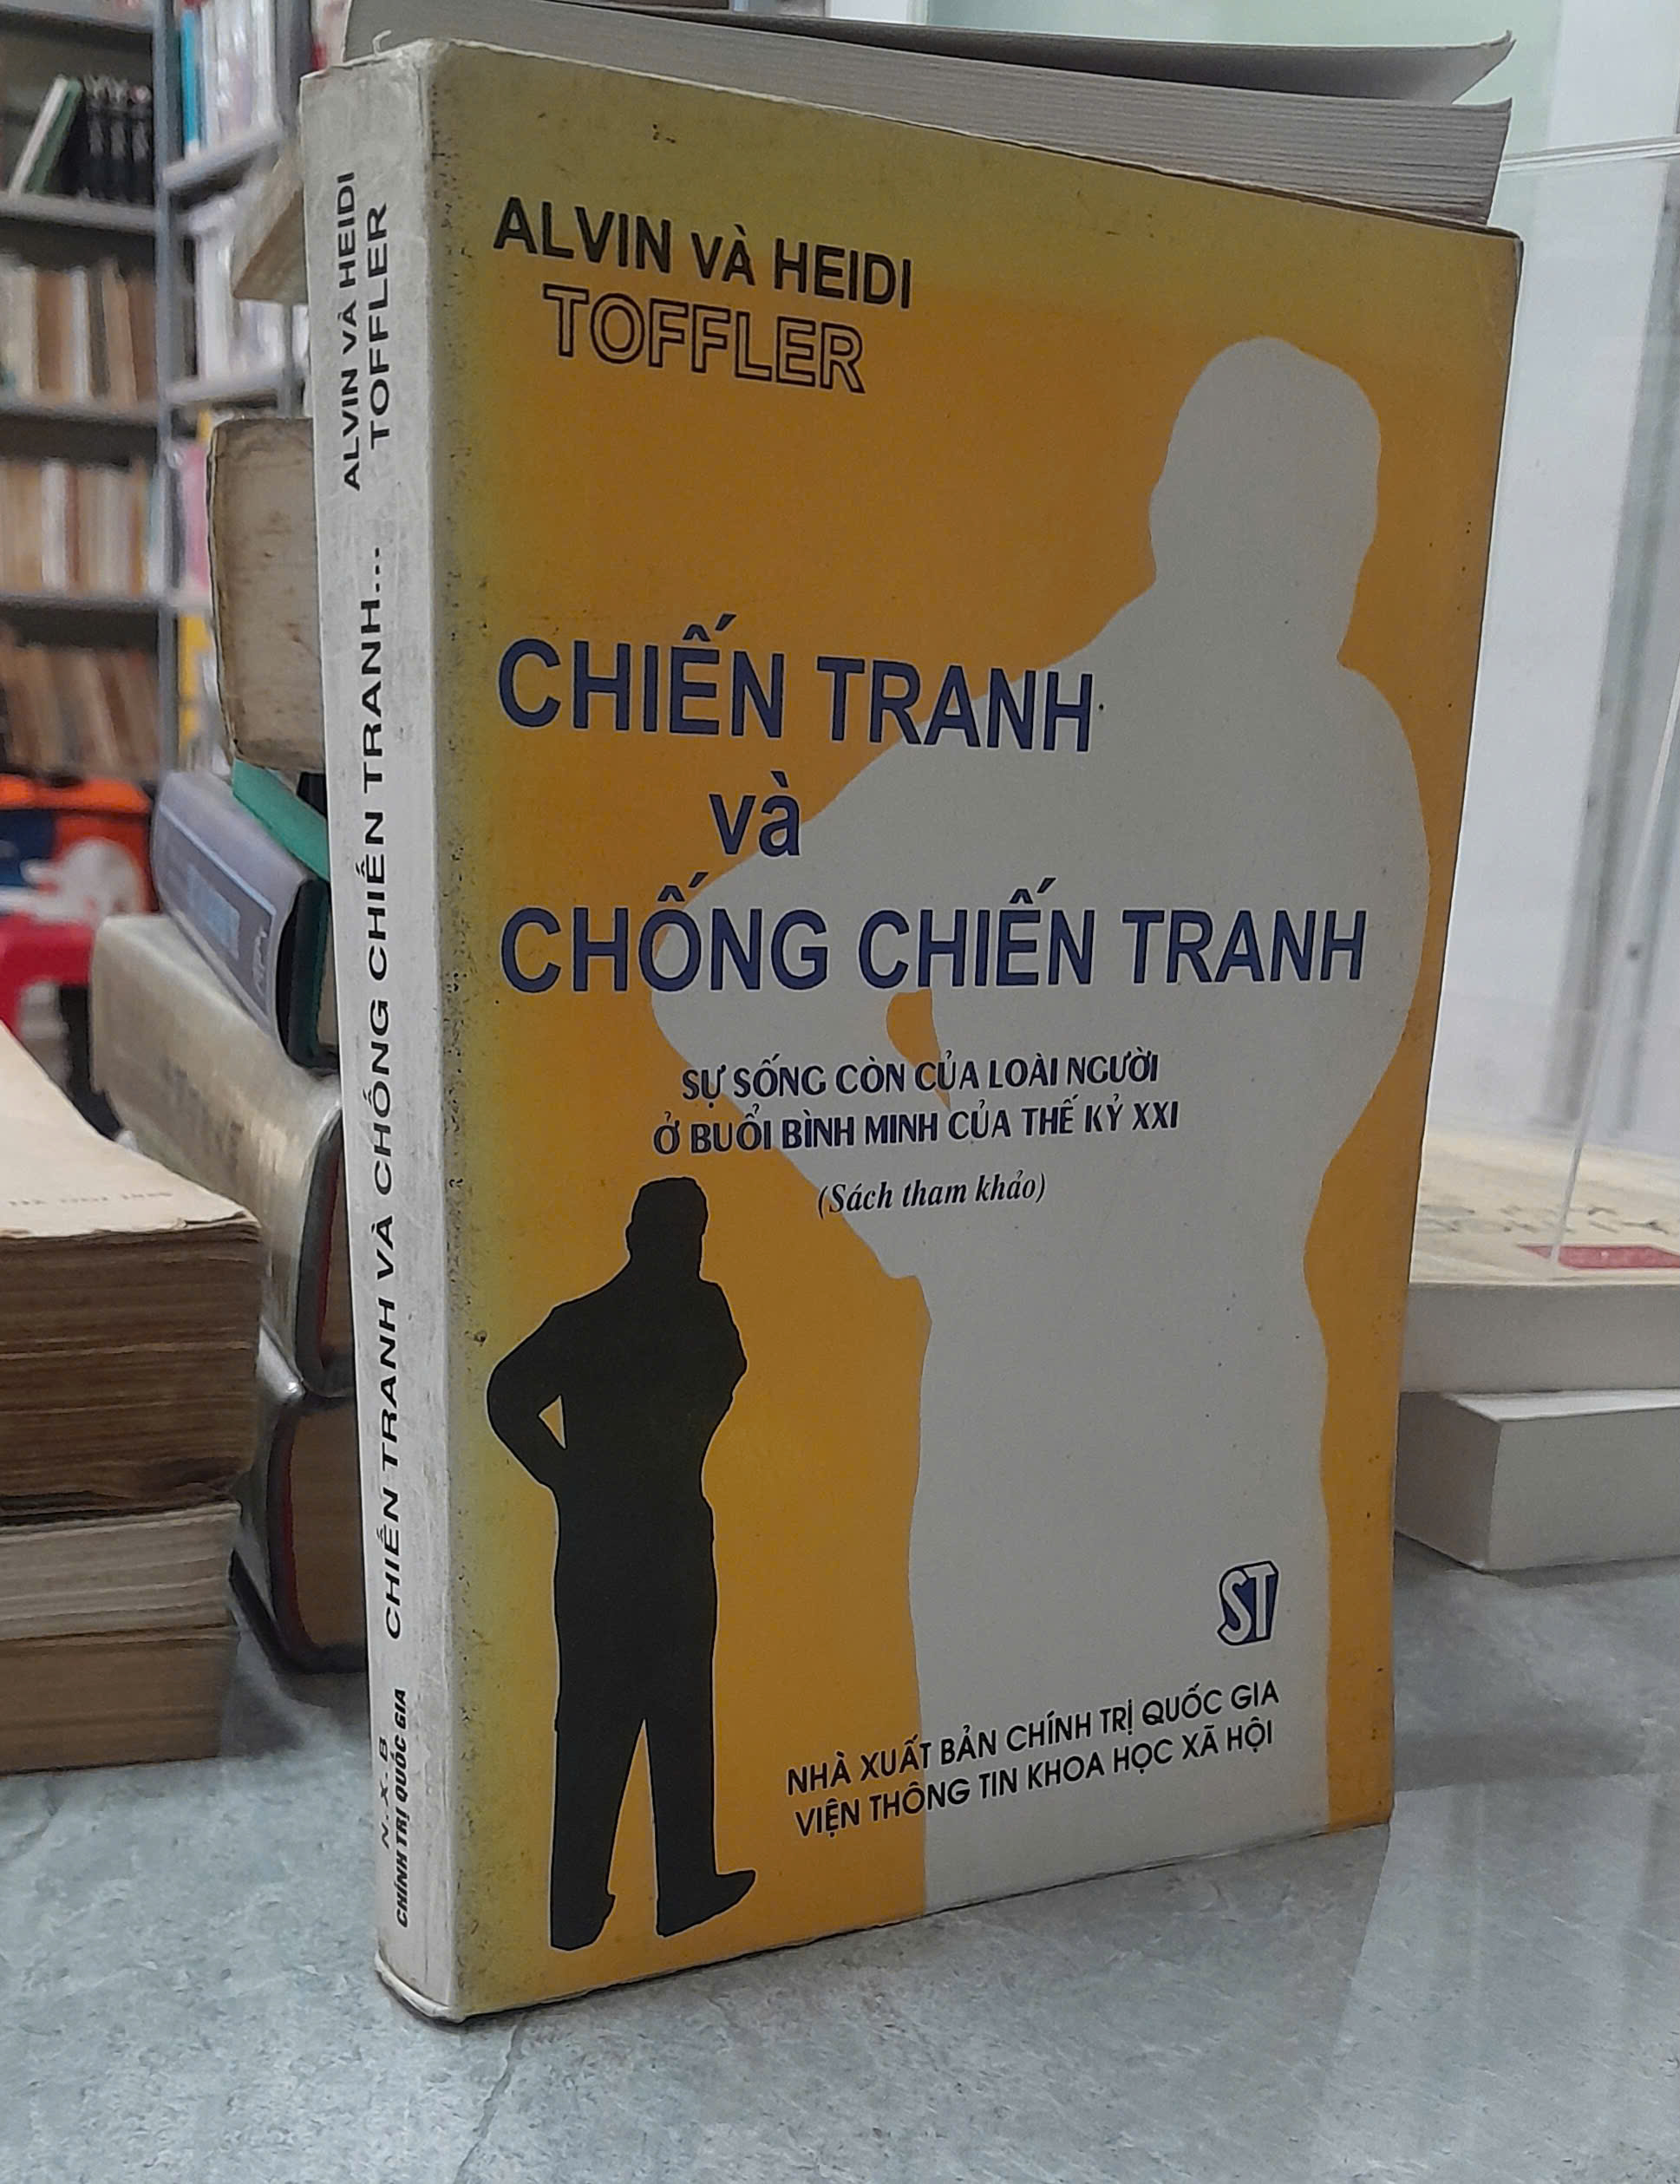 ALVIN VÀ HEIDI
TOFFLER
CHIẾN TRANH
và
CHỐNG CHIẾN TRANH
SỰ SỐNG CÒN CỦA LOÀI NGƯỜI
Ở BUỔI BÌNH MINH CỦA THẾ KỶ XXI
(Sách tham khảo)
ST
NHÀ XUẤT BẢN CHÍNH TRỊ QUỐC GIA
VIỆN THÔNG TIN KHOA HỌC XÃ HỘI
ALVIN VÀ HEIDI
TOFFLER
CHIẾN TRANH VÀ CHỐNG CHIẾN TRANH...
N.X.B
CHÍNH TRỊ QUỐC GIA